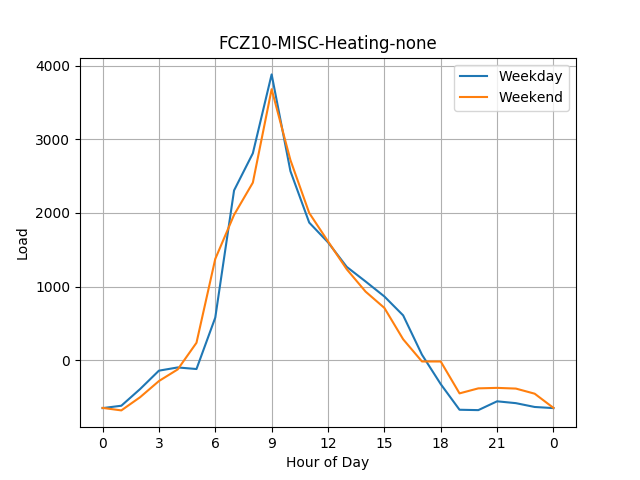 FCZ10-MISC-Heating-none
Weekday
Weekend
Load
4000
3000
2000
1000
0
0 3 6 9 12 15 18 21 0
Hour of Day